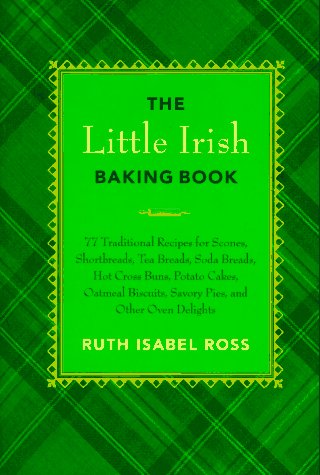 THE
Little Irish
BAKING BOOK
77 Traditional Recipes for Scones,
Shortbreads, Tea Breads, Soda Breads,
Hot Cross Buns, Potato Cakes,
Oatmeal Biscuits, Savory Pies, and
Other Oven Delights
RUTH ISABEL ROSS